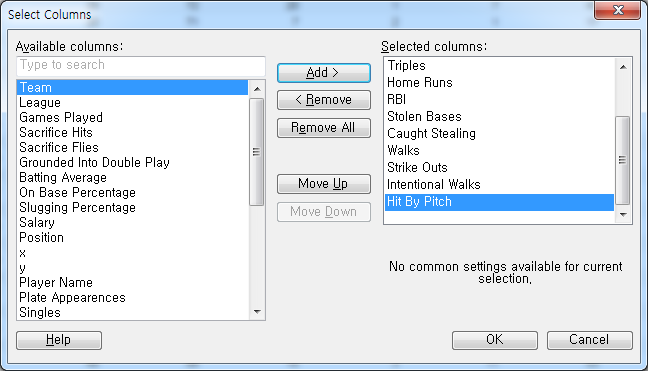 Select Columns
Available columns:
Type to search
Team
League
Games Played
Sacrifice Hits
Sacrifice Flies
Grounded Into Double Play
Batting Average
On Base Percentage
Slugging Percentage
Salary
Position
x
y
Player Name
Plate Appearences
Singles
Add >
< Remove
Remove All
Move Up
Move Down
Selected columns:
Triples
Home Runs
RBI
Stolen Bases
Caught Stealing
Walks
Strike Outs
Intentional Walks
Hit By Pitch
No common settings available for current
selection.
Help
OK
Cancel